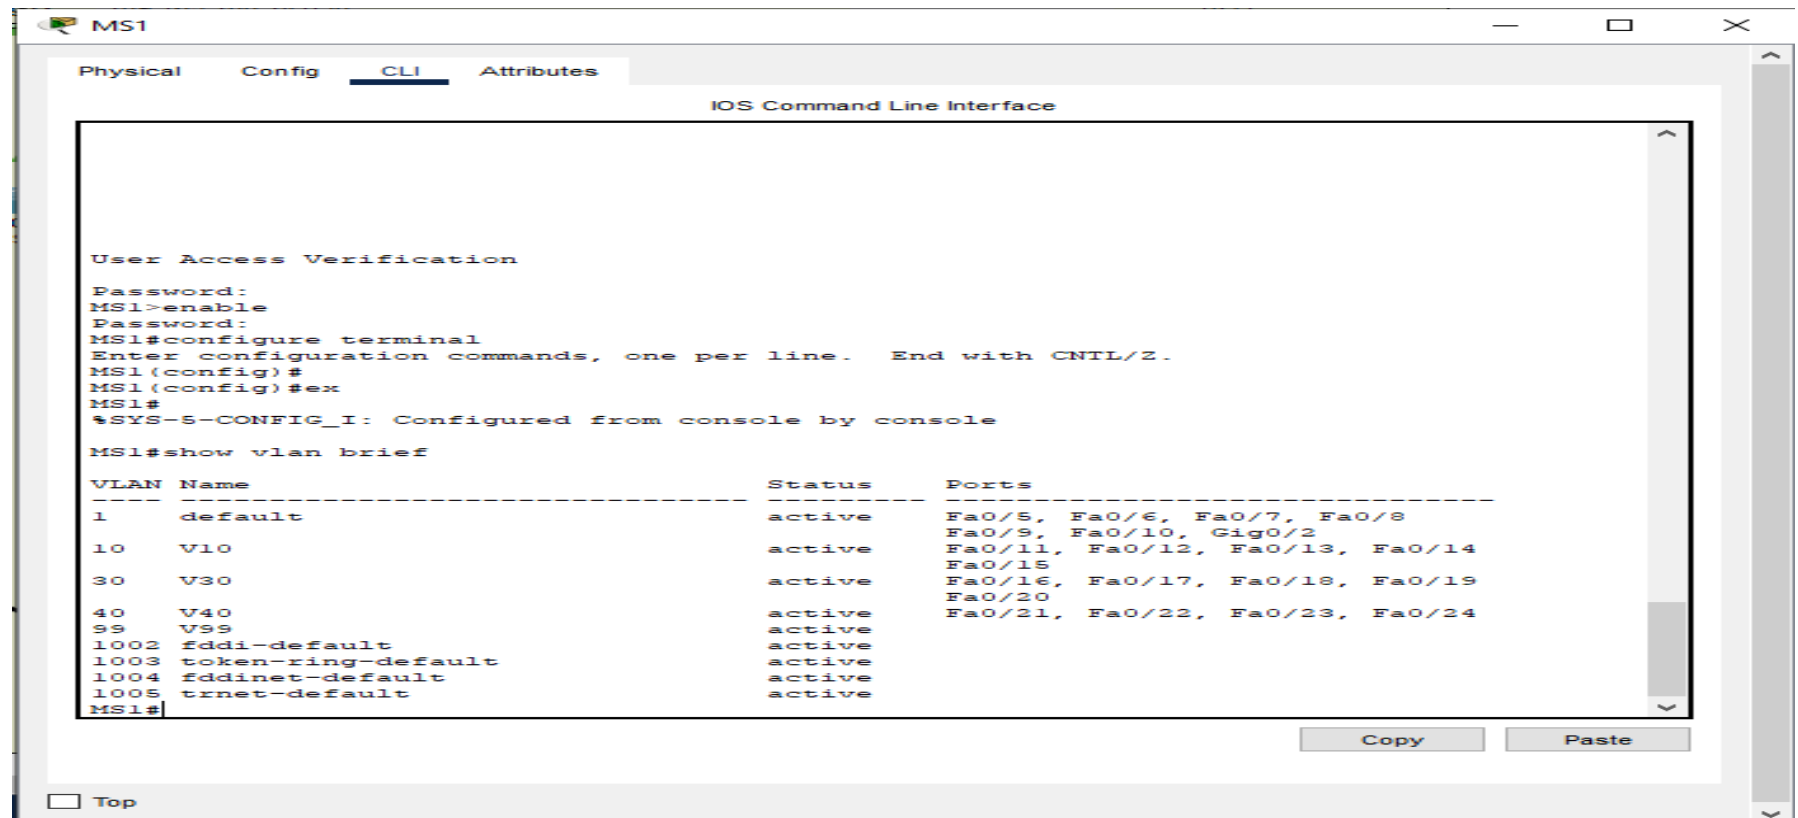 MS1
Physical Config CLI Attributes
IOS Command Line Interface
User Access Verification
Password:
MS1>enable
Password:
MS1#configure terminal
Enter configuration commands, one per line.  End with CNTL/Z.
MS1(config)#
MS1(config)#ex
MS1#
%SYS-5-CONFIG_I: Configured from console by console
MS1#show vlan brief
VLAN Name                             Status    Ports
---- -------------------------------- --------- -------------------------------
1    default                          active    Fa0/5, Fa0/6, Fa0/7, Fa0/8
                                                Fa0/9, Fa0/10, Gig0/2
10   V10                              active    Fa0/11, Fa0/12, Fa0/13, Fa0/14
                                                Fa0/15
30   V30                              active    Fa0/16, Fa0/17, Fa0/18, Fa0/19
                                                Fa0/20
40   V40                              active    Fa0/21, Fa0/22, Fa0/23, Fa0/24
99   V99                              active
1002 fddi-default                     active
1003 token-ring-default               active
1004 fddinet-default                  active
1005 trnet-default                    active
MS1#
Copy Paste
Top